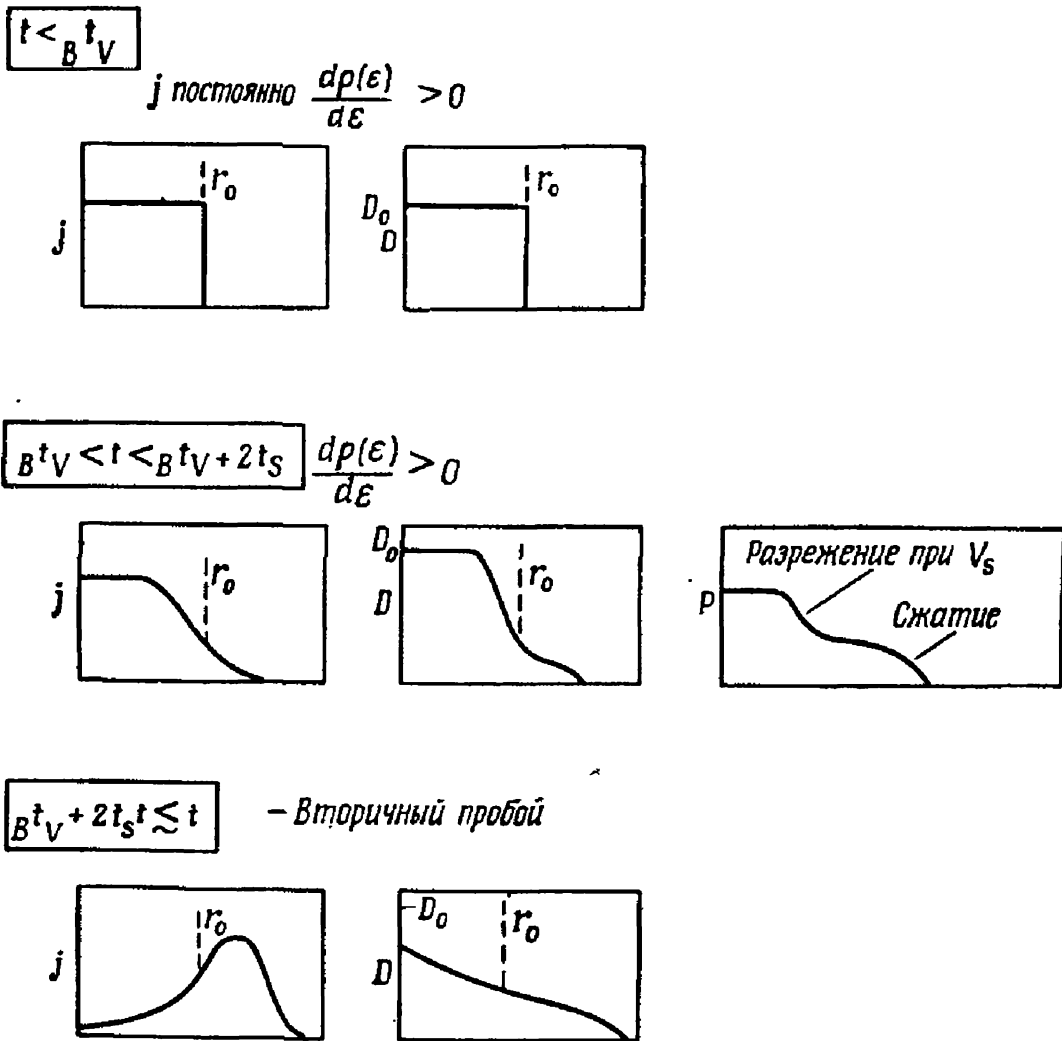 t < _B t_V
j постоянно dρ(ε)/dε > 0
j
r₀
D₀
D
r₀
_B t_V < t < _B t_V + 2t_S dρ(ε)/dε > 0
j
r₀
D₀
D
r₀
P
Разрежение при V_s
Сжатие
_B t_V + 2t_s t ≲ t – Вторичный пробой
j
r₀
D₀
D
r₀